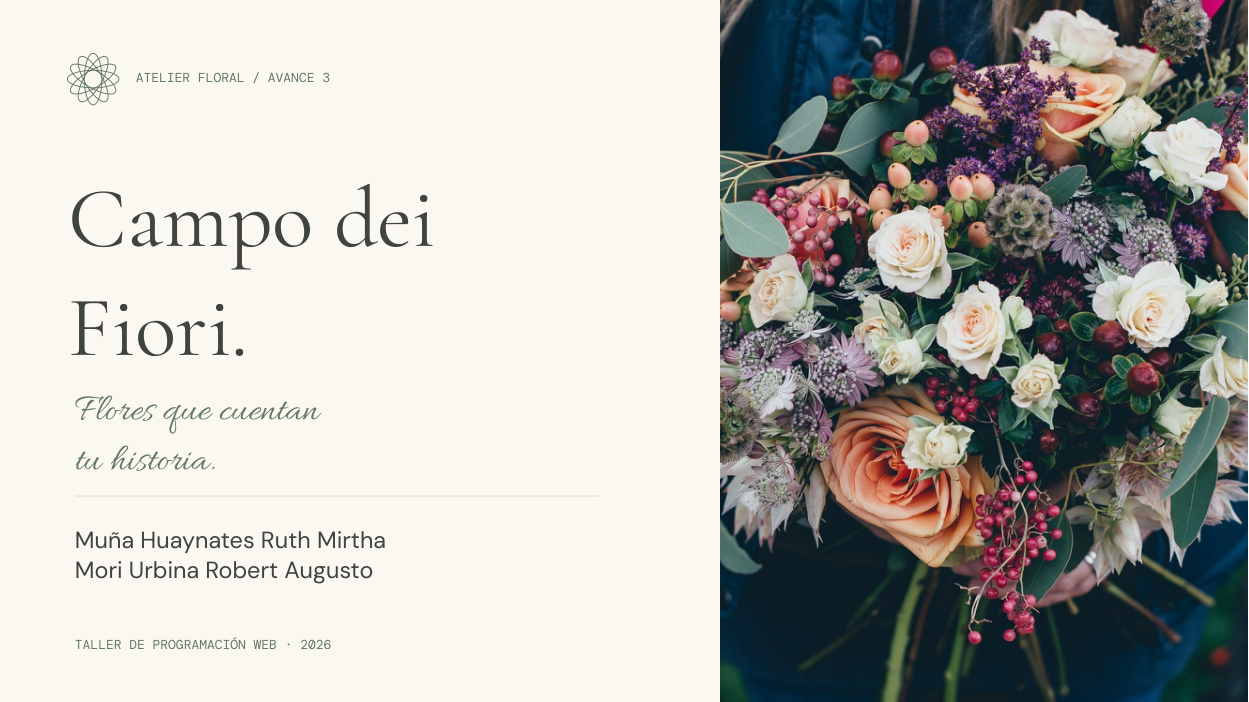 ATELIER FLORAL / AVANCE 3
Campo dei
Fiori.
Flores que cuentan
tu historia.
Muña Huaynates Ruth Mirtha
Mori Urbina Robert Augusto
TALLER DE PROGRAMACIÓN WEB · 2026